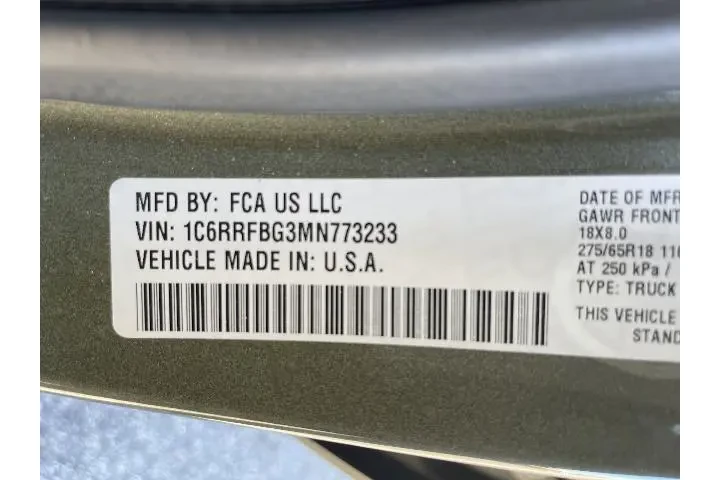 MFD BY: FCA US LLC
VIN: 1C6RRFBG3MN773233
VEHICLE MADE IN: U.S.A.
DATE OF MFR
GAWR FRONT
18X8.0
275/65R18 116
AT 250 kPa /
TYPE: TRUCK
THIS VEHICLE
STAND